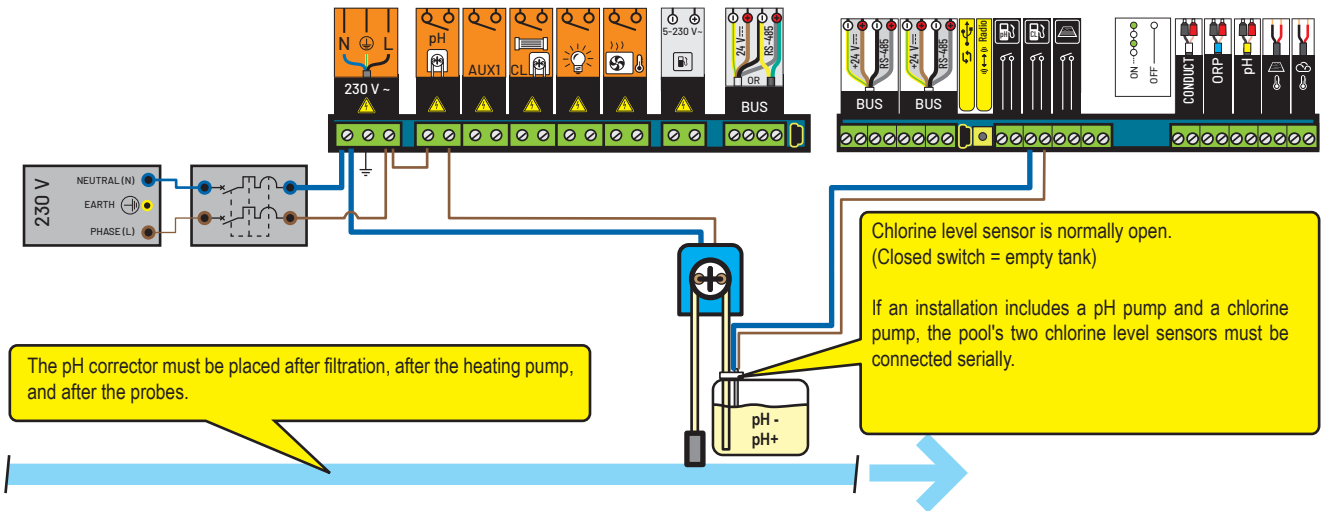 N L
230 V ~
pH
AUX1
CL
5-230 V~
24 V
RS-485
OR
BUS
+24 V
RS-485
BUS
+24 V
RS-485
BUS
Radio
pH
CL
ON
OFF
CONDUCT
ORP
pH
230 V
NEUTRAL (N)
EARTH
PHASE (L)
Chlorine level sensor is normally open.
(Closed switch = empty tank)
If an installation includes a pH pump and a chlorine
pump, the pool's two chlorine level sensors must be
connected serially.
The pH corrector must be placed after filtration, after the heating pump,
and after the probes.
pH -
pH+